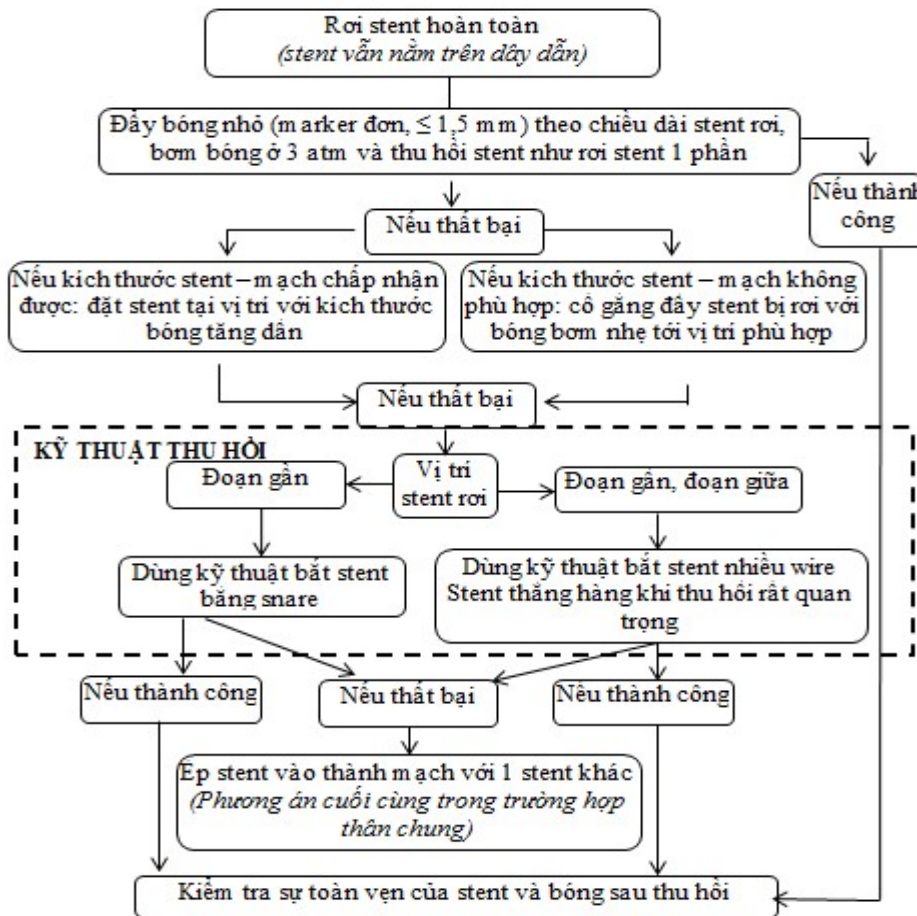 Rơi stent hoàn toàn
(stent vẫn nằm trên dây dẫn)
Đẩy bóng nhỏ (marker đơn, ≤ 1,5 mm) theo chiều dài stent rơi,
bơm bóng ở 3 atm và thu hồi stent như rơi stent 1 phần
Nếu thành
công
Nếu thất bại
Nếu kích thước stent – mạch chấp nhận
được: đặt stent tại vị trí với kích thước
bóng tăng dần
Nếu kích thước stent – mạch không
phù hợp: cố gắng đẩy stent bị rơi với
bóng bơm nhẹ tới vị trí phù hợp
Nếu thất bại
KỸ THUẬT THU HỒI
Vị trí
stent rơi
Đoạn gần
Đoạn gần, đoạn giữa
Dùng kỹ thuật bắt stent
bằng snare
Dùng kỹ thuật bắt stent nhiều wire
Stent thẳng hàng khi thu hồi rất quan
trọng
Nếu thành công
Nếu thất bại
Nếu thành công
Ép stent vào thành mạch với 1 stent khác
(Phương án cuối cùng trong trường hợp
thân chung)
Kiểm tra sự toàn vẹn của stent và bóng sau thu hồi